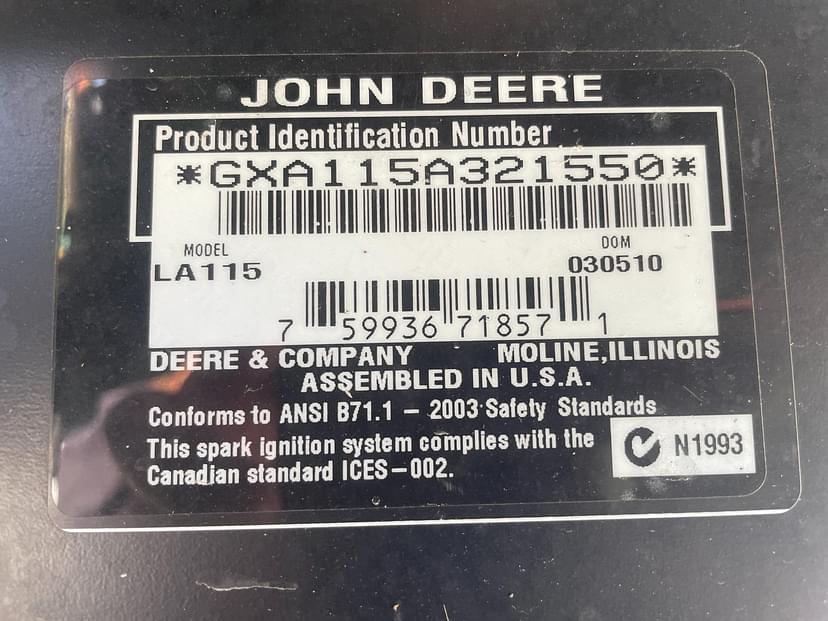 JOHN DEERE
Product Identification Number
*GXA115A321550*
MODEL DOM
LA115 030510
7 59936 71857 1
DEERE & COMPANY MOLINE,ILLINOIS
ASSEMBLED IN U.S.A.
Conforms to ANSI B71.1 – 2003 Safety Standards
This spark ignition system complies with the
Canadian standard ICES–002.
N1993